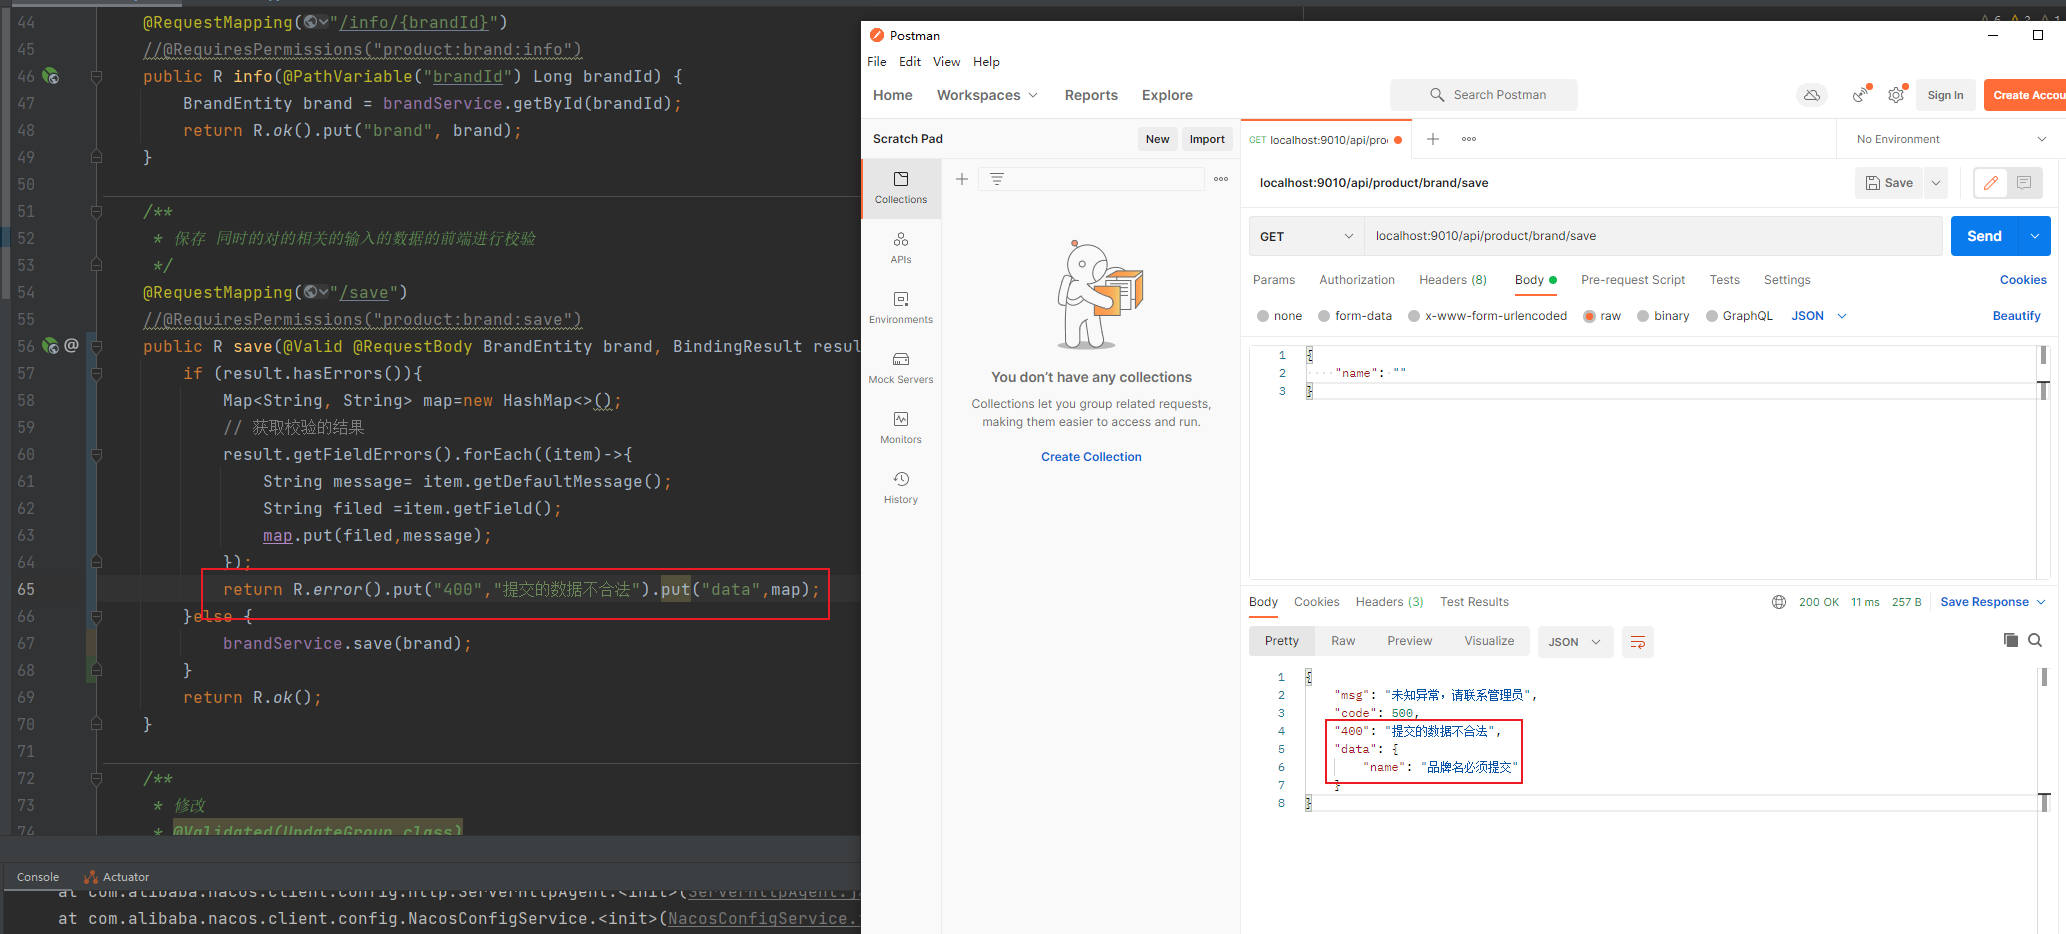 44 @RequestMapping("/info/{brandId}")
45 //@RequiresPermissions("product:brand:info")
46 public R info(@PathVariable("brandId") Long brandId) {
47 BrandEntity brand = brandService.getById(brandId);
48 return R.ok().put("brand", brand);
49 }
50
51 /**
52 * 保存 同时的对的相关的输入的数据的前端进行校验
53 */
54 @RequestMapping("/save")
55 //@RequiresPermissions("product:brand:save")
56 @ public R save(@Valid @RequestBody BrandEntity brand, BindingResult resul
57 if (result.hasErrors()){
58 Map<String, String> map=new HashMap<>();
59 // 获取校验的结果
60 result.getFieldErrors().forEach((item)->{
61 String message= item.getDefaultMessage();
62 String filed =item.getField();
63 map.put(filed,message);
64 });
65 return R.error().put("400","提交的数据不合法").put("data",map);
66 }else {
67 brandService.save(brand);
68 }
69 return R.ok();
70 }
71
72 /**
73 * 修改
74 * @Validated(UpdateGroup.class)
Console Actuator
at com.alibaba.nacos.client.config.http.ServerHttpAgent.<init>(ServerHttpAgent.j
at com.alibaba.nacos.client.config.NacosConfigService.<init>(NacosConfigService.
Postman
File Edit View Help
Home Workspaces Reports Explore Search Postman Sign In Create Accou
Scratch Pad New Import
GET localhost:9010/api/pro No Environment
Collections
APIs
Environments
Mock Servers
Monitors
History
You don't have any collections
Collections let you group related requests,
making them easier to access and run.
Create Collection
localhost:9010/api/product/brand/save Save
GET localhost:9010/api/product/brand/save Send
Params Authorization Headers (8) Body Pre-request Script Tests Settings Cookies
none form-data x-www-form-urlencoded raw binary GraphQL JSON Beautify
1 {
2 "name": ""
3 }
Body Cookies Headers (3) Test Results 200 OK 11 ms 257 B Save Response
Pretty Raw Preview Visualize JSON
1 {
2 "msg": "未知异常，请联系管理员",
3 "code": 500,
4 "400": "提交的数据不合法",
5 "data": {
6 "name": "品牌名必须提交"
7 }
8 }